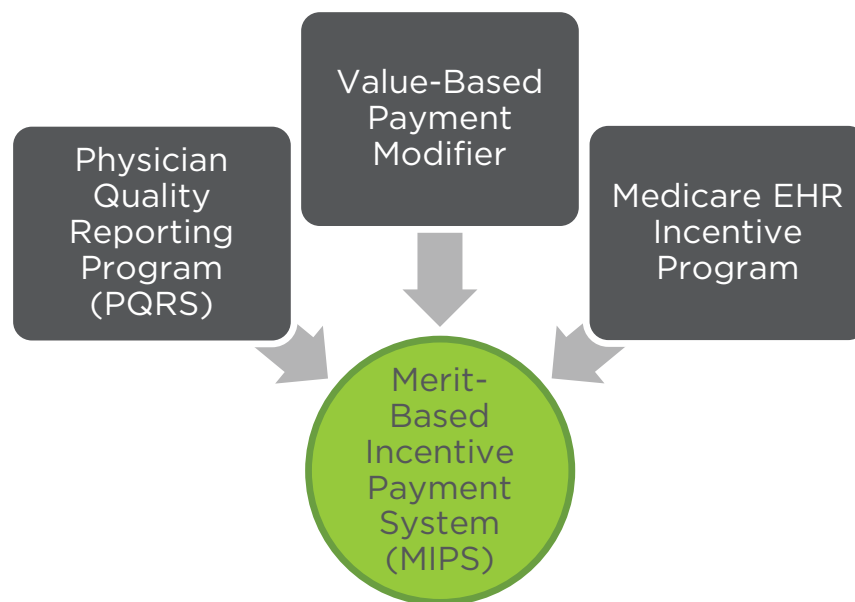 Physician
Quality
Reporting
Program
(PQRS)
Value-Based
Payment
Modifier
Medicare EHR
Incentive
Program
Merit-
Based
Incentive
Payment
System
(MIPS)